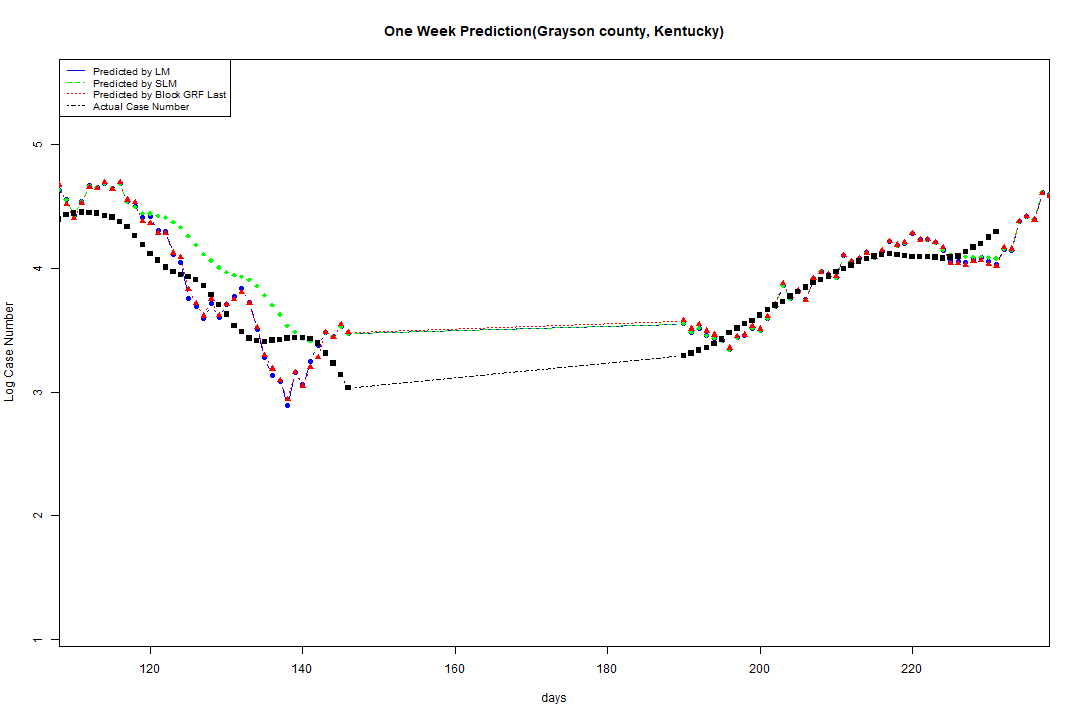 One Week Prediction(Grayson county, Kentucky)
Predicted by LM
Predicted by SLM
Predicted by Block GRF Last
Actual Case Number
5
4
3
2
1
Log Case Number
120 140 160 180 200 220
days